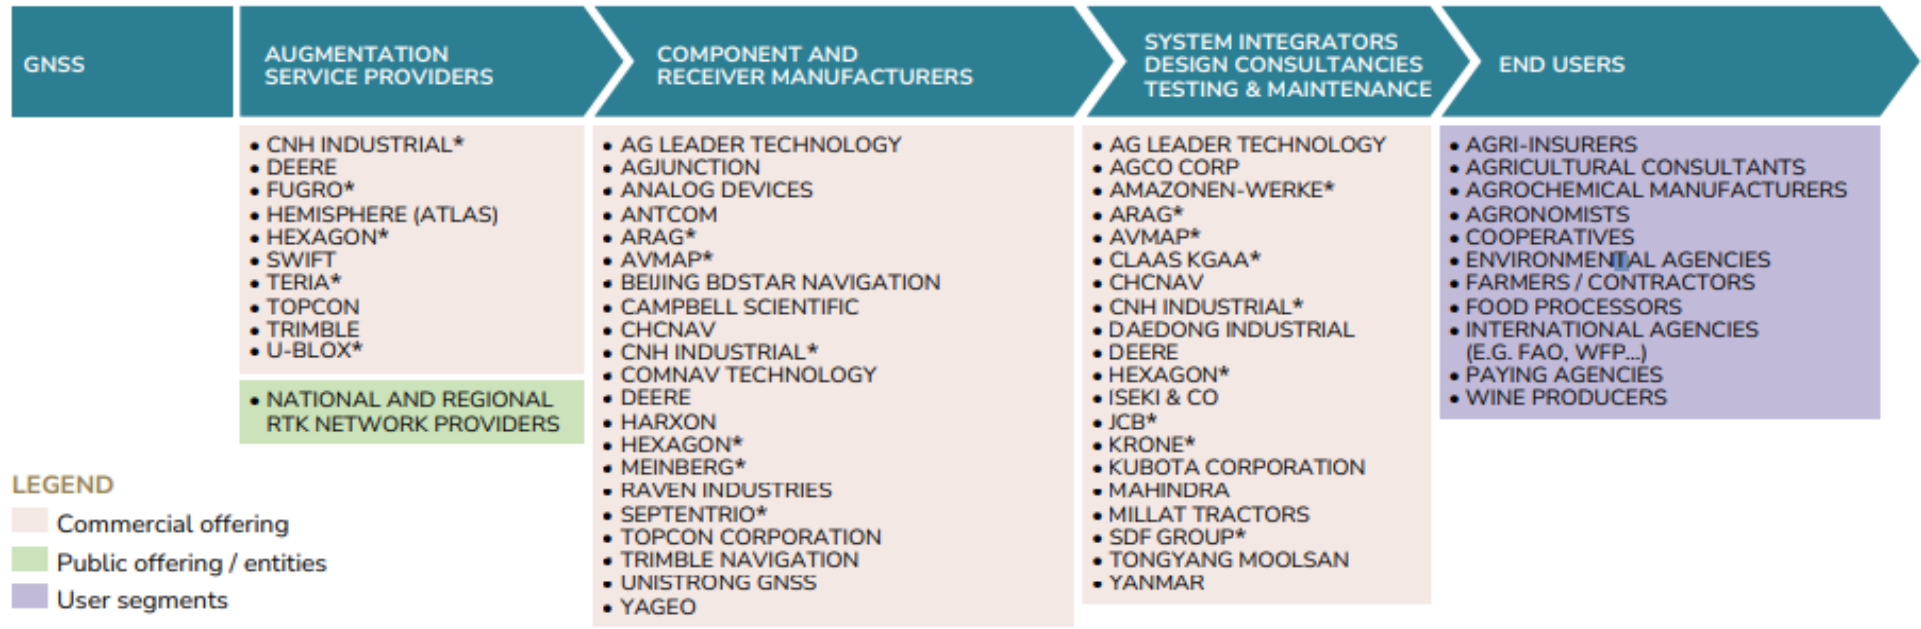 GNSS
AUGMENTATION
SERVICE PROVIDERS
COMPONENT AND
RECEIVER MANUFACTURERS
SYSTEM INTEGRATORS
DESIGN CONSULTANCIES
TESTING & MAINTENANCE
END USERS
• CNH INDUSTRIAL*
• DEERE
• FUGRO*
• HEMISPHERE (ATLAS)
• HEXAGON*
• SWIFT
• TERIA*
• TOPCON
• TRIMBLE
• U-BLOX*
• NATIONAL AND REGIONAL
RTK NETWORK PROVIDERS
• AG LEADER TECHNOLOGY
• AGJUNCTION
• ANALOG DEVICES
• ANTCOM
• ARAG*
• AVMAP*
• BEIJING BDSTAR NAVIGATION
• CAMPBELL SCIENTIFIC
• CHCNAV
• CNH INDUSTRIAL*
• COMNAV TECHNOLOGY
• DEERE
• HARXON
• HEXAGON*
• MEINBERG*
• RAVEN INDUSTRIES
• SEPTENTRIO*
• TOPCON CORPORATION
• TRIMBLE NAVIGATION
• UNISTRONG GNSS
• YAGEO
• AG LEADER TECHNOLOGY
• AGCO CORP
• AMAZONEN-WERKE*
• ARAG*
• AVMAP*
• CLAAS KGAA*
• CHCNAV
• CNH INDUSTRIAL*
• DAEDONG INDUSTRIAL
• DEERE
• HEXAGON*
• ISEKI & CO
• JCB*
• KRONE*
• KUBOTA CORPORATION
• MAHINDRA
• MILLAT TRACTORS
• SDF GROUP*
• TONGYANG MOOLSAN
• YANMAR
• AGRI-INSURERS
• AGRICULTURAL CONSULTANTS
• AGROCHEMICAL MANUFACTURERS
• AGRONOMISTS
• COOPERATIVES
• ENVIRONMENTAL AGENCIES
• FARMERS / CONTRACTORS
• FOOD PROCESSORS
• INTERNATIONAL AGENCIES
(E.G. FAO, WFP...)
• PAYING AGENCIES
• WINE PRODUCERS
LEGEND
Commercial offering
Public offering / entities
User segments